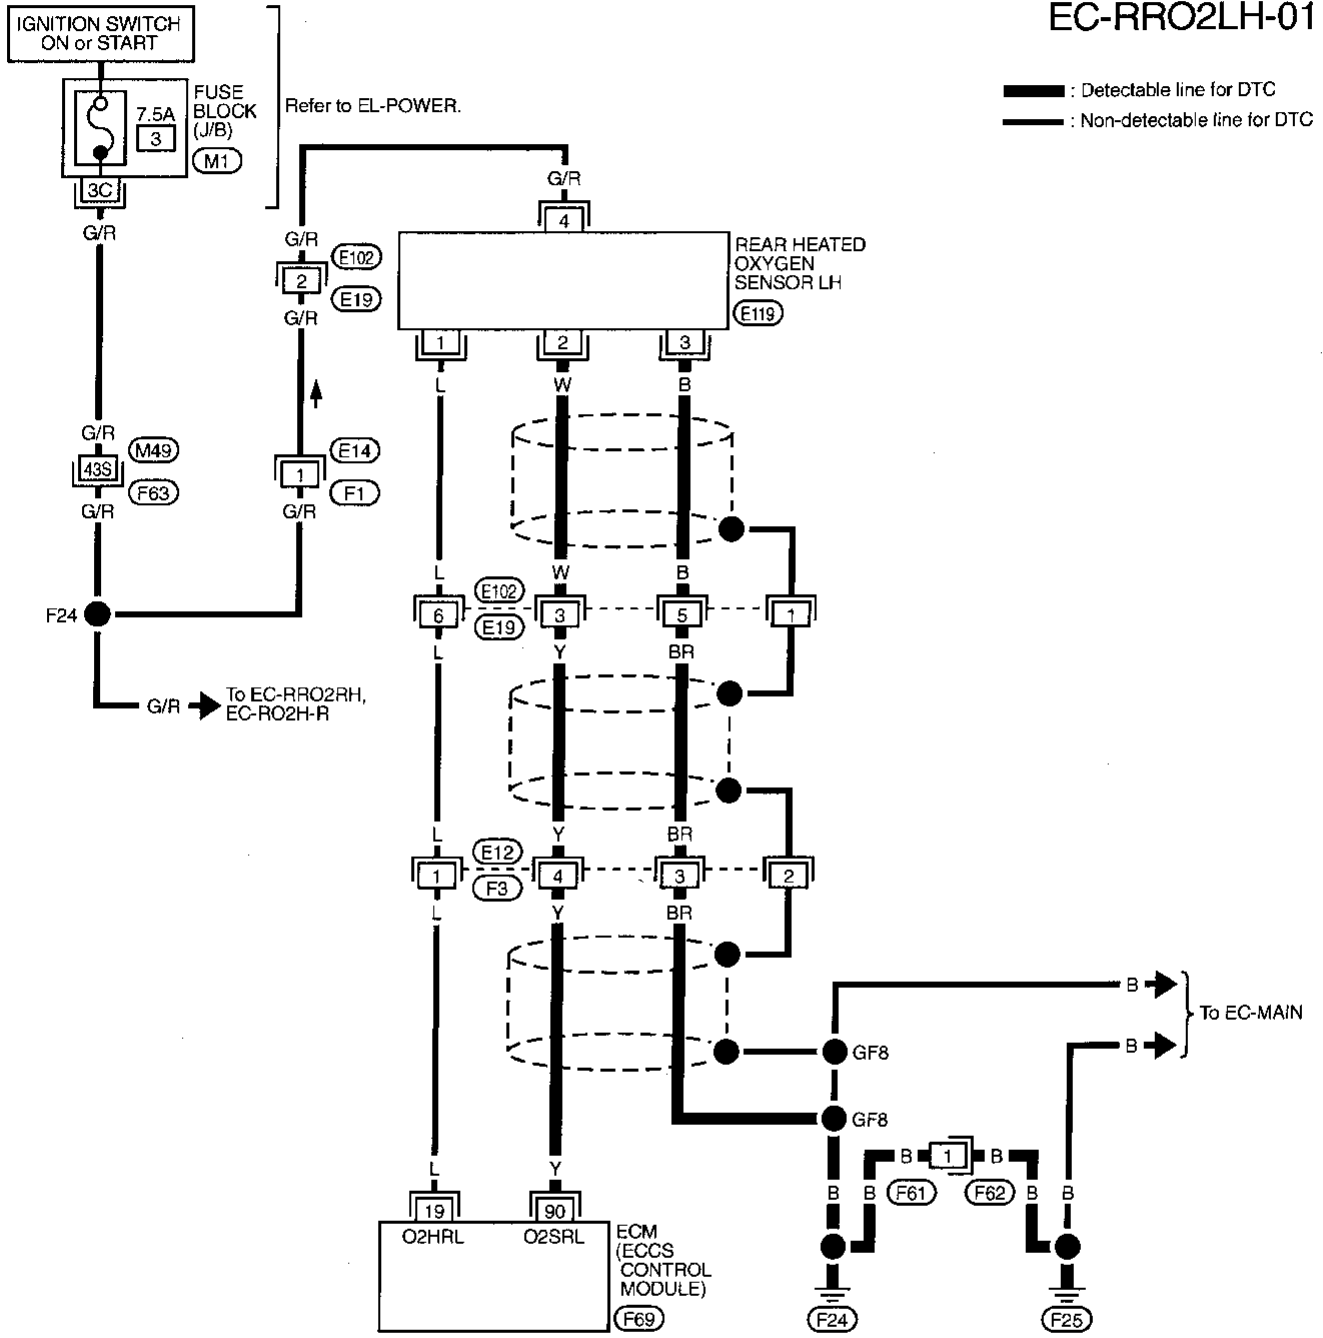 EC-RRO2LH-01
IGNITION SWITCH
ON or START
FUSE
BLOCK
(J/B)
7.5A
3
M1
3C
Refer to EL-POWER.
: Detectable line for DTC
: Non-detectable line for DTC
G/R
G/R
4
G/R
E102
2
E19
G/R
REAR HEATED
OXYGEN
SENSOR LH
E119
1
2
3
L
W
B
G/R
M49
43S
F63
G/R
E14
1
F1
G/R
L
W
B
E102
6
3
5
1
E19
F24
L
Y
BR
G/R
To EC-RRO2RH,
EC-RO2H-R
L
Y
BR
E12
1
4
3
2
F3
L
Y
BR
B
To EC-MAIN
B
GF8
GF8
B
1
B
L
Y
B
B
F61
F62
B
B
19
90
O2HRL
O2SRL
ECM
(ECCS
CONTROL
MODULE)
F69
F24
F25